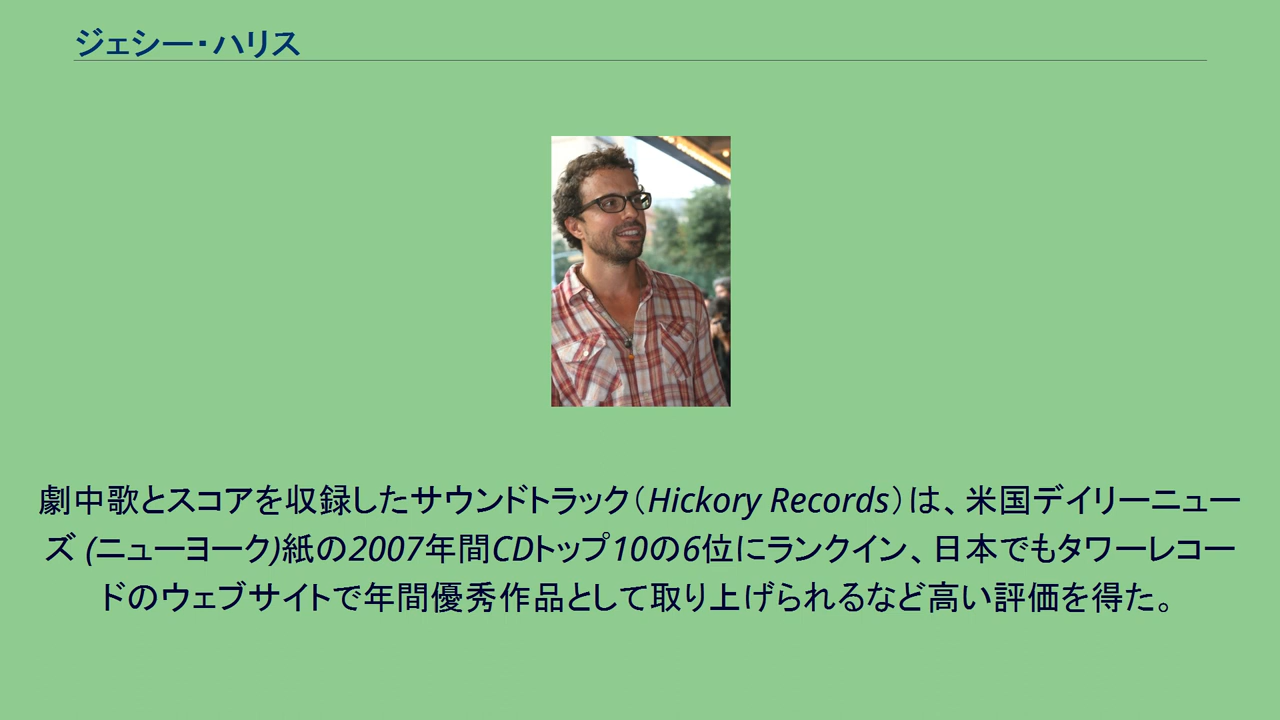 ジェシー・ハリス
劇中歌とスコアを収録したサウンドトラック（Hickory Records）は、米国デイリーニュー
ズ (ニューヨーク)紙の2007年間CDトップ10の6位にランクイン、日本でもタワーレコー
ドのウェブサイトで年間優秀作品として取り上げられるなど高い評価を得た。